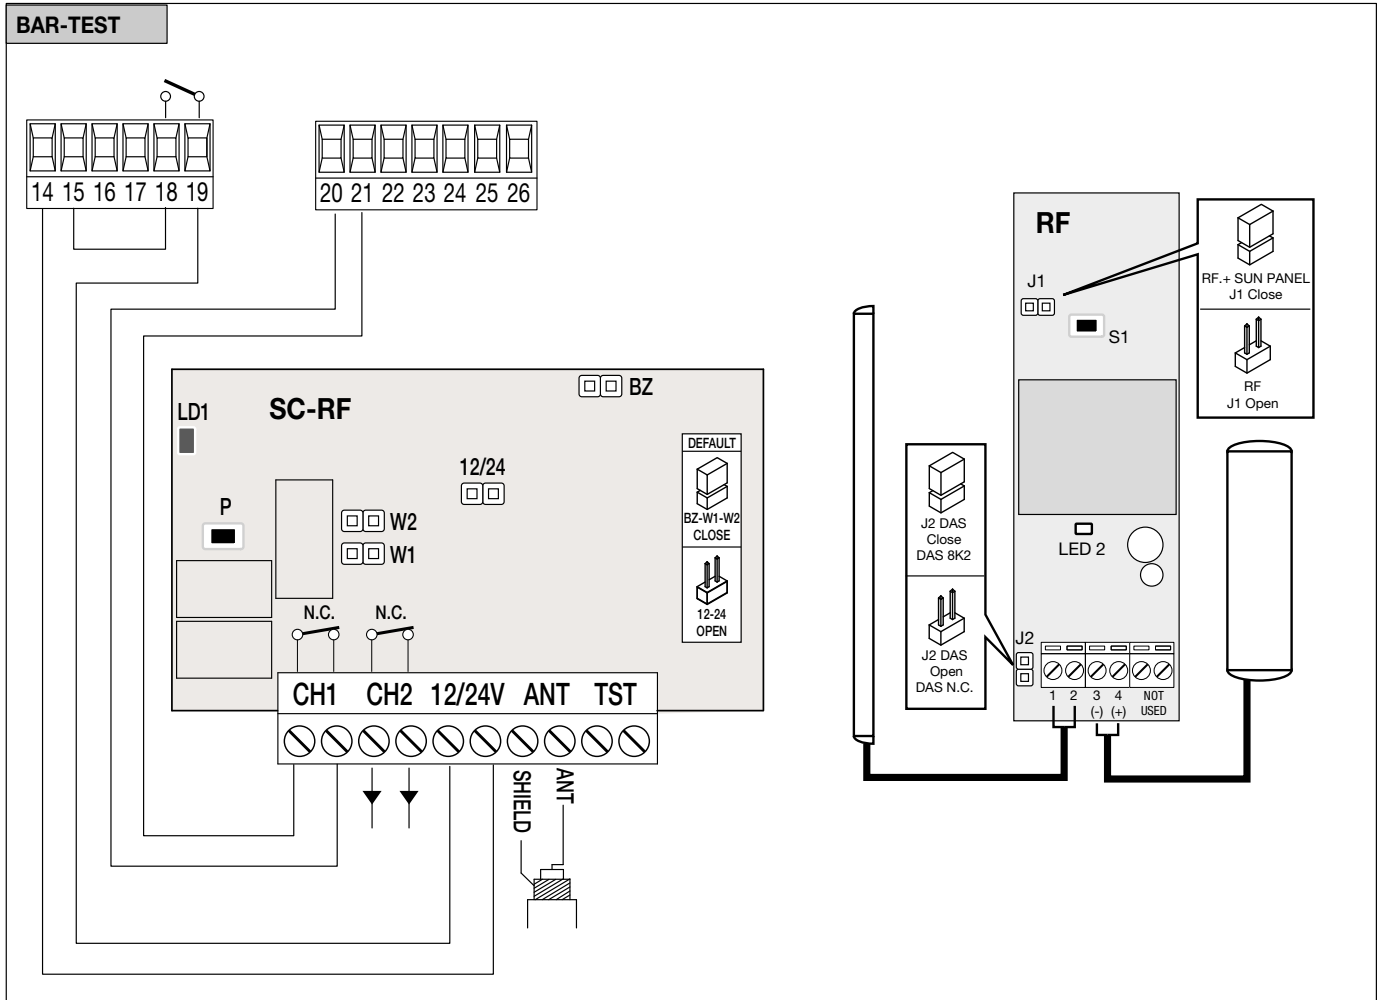 BAR-TEST
14 15 16 17 18 19
20 21 22 23 24 25 26
SC-RF
LD1
BZ
12/24
P
W2
W1
DEFAULT
BZ-W1-W2
CLOSE
12-24
OPEN
N.C. N.C.
CH1 CH2 12/24V ANT TST
SHIELD
ANT
RF
J1
S1
RF.+ SUN PANEL
J1 Close
RF
J1 Open
J2 DAS
Close
DAS 8K2
J2 DAS
Open
DAS N.C.
LED 2
J2
1 2 3 4 NOT
(-) (+) USED